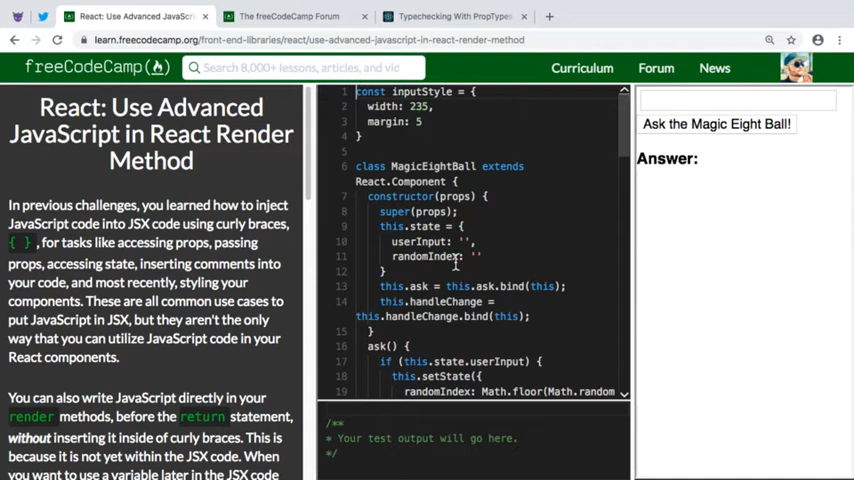 React: Use Advanced JavaScri
The freeCodeCamp Forum
Typechecking With PropTypes
learn.freecodecamp.org/front-end-libraries/react/use-advanced-javascript-in-react-render-method
freeCodeCamp
Search 8,000+ lessons, articles, and vid
Curriculum
Forum
News
React: Use Advanced
JavaScript in React Render
Method
In previous challenges, you learned how to inject
JavaScript code into JSX code using curly braces,
{ } , for tasks like accessing props, passing
props, accessing state, inserting comments into
your code, and most recently, styling your
components. These are all common use cases to
put JavaScript in JSX, but they aren't the only
way that you can utilize JavaScript code in your
React components.
You can also write JavaScript directly in your
render methods, before the return statement,
without inserting it inside of curly braces. This is
because it is not yet within the JSX code. When
you want to use a variable later in the JSX code
1 const inputStyle = {
2 width: 235,
3 margin: 5
4 }
5
6 class MagicEightBall extends
React.Component {
7 constructor(props) {
8 super(props);
9 this.state = {
10 userInput: '',
11 randomIndex: ''
12 }
13 this.ask = this.ask.bind(this);
14 this.handleChange =
this.handleChange.bind(this);
15 }
16 ask() {
17 if (this.state.userInput) {
18 this.setState({
19 randomIndex: Math.floor(Math.random
/**
* Your test output will go here.
*/
Ask the Magic Eight Ball!
Answer: